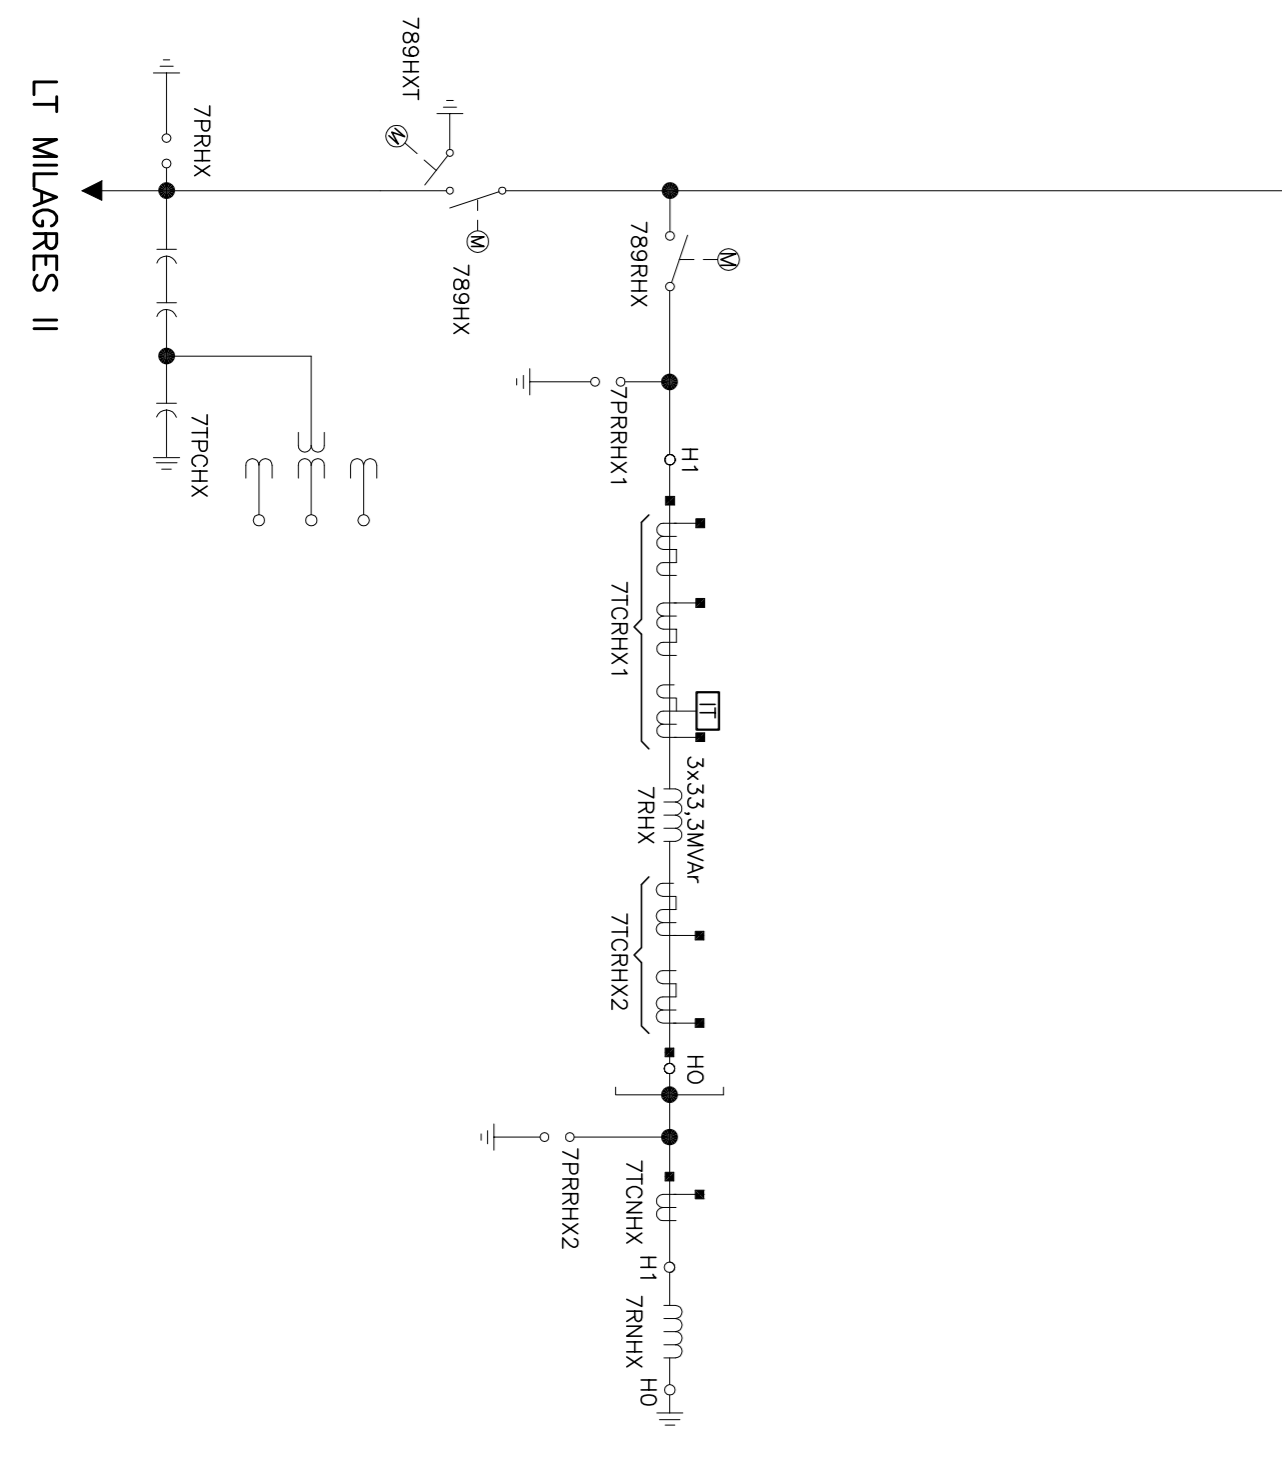 LT MILAGRES II
7PRHX
789HXT
M
M
789HX
789RHX
M
7TPCHX
7PRRHX1
H1
7TCRHX1
IT
3x33,3MVAr
7RHX
7TCRHX2
H0
7PRRHX2
7TCNHX
H1
7RNHX
H0